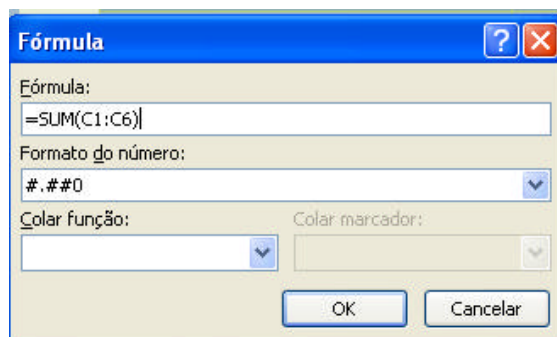 Fórmula
Fórmula:
=SUM(C1:C6)
Formato do número:
#.##0
Colar função: Colar marcador:
OK Cancelar